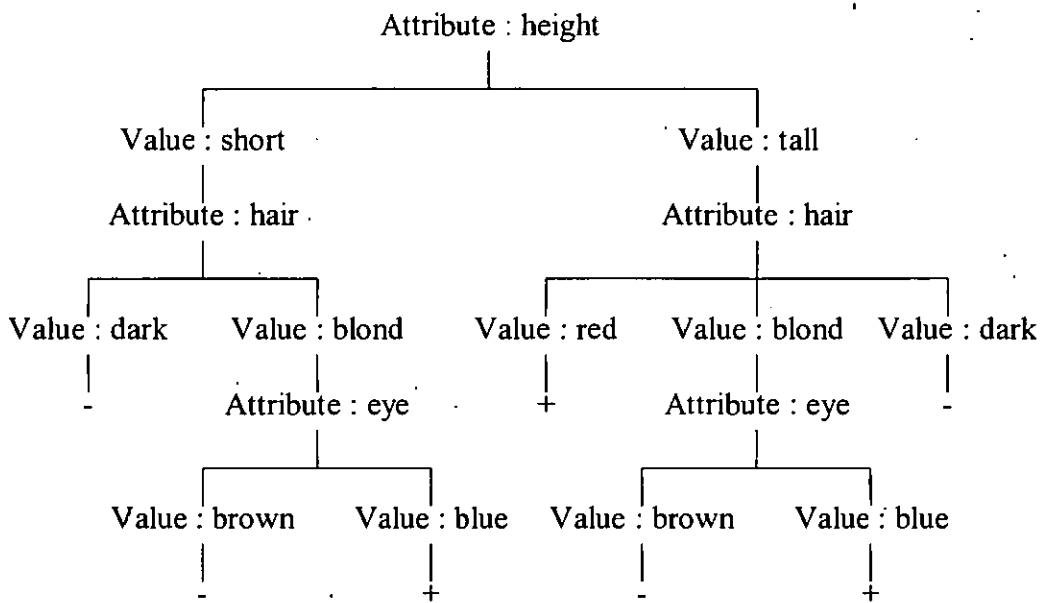 Attribute : height
Value : short Value : tall
Attribute : hair Attribute : hair
Value : dark Value : blond Value : red Value : blond Value : dark
- Attribute : eye + Attribute : eye -
Value : brown Value : blue Value : brown Value : blue
- + - +